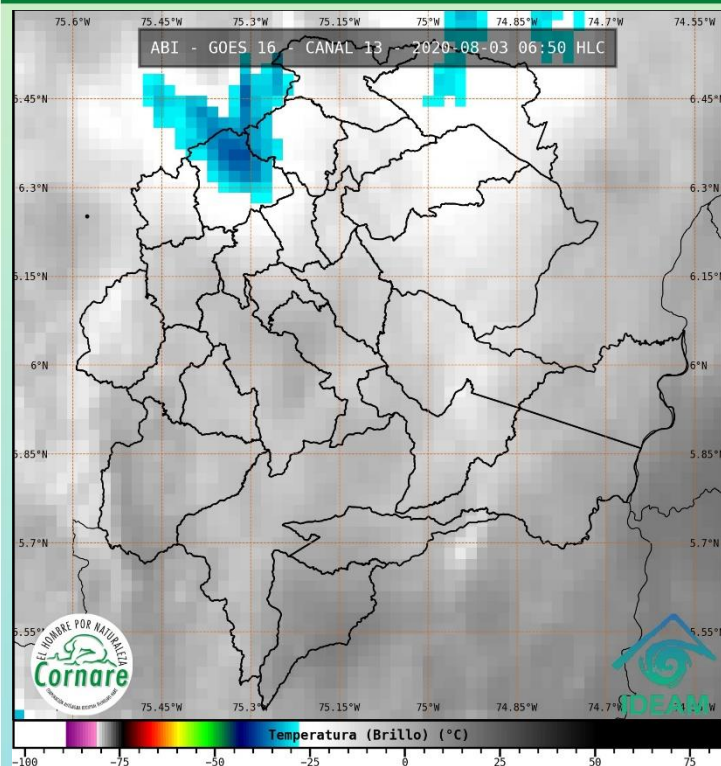 75.6°W 75.45°W 75.3°W 75.15°W 75°W 74.85°W 74.7°W 74.55°W
ABI - GOES 16 - CANAL 13 - 2020-08-03 06:50 HLC
6.45°N 6.45°N
6.3°N 6.3°N
6.15°N 6.15°N
6°N 6°N
5.85°N 5.85°N
5.7°N 5.7°N
5.55°N 5.55°N
EL HOMBRE POR NATURALEZA
Cornare
IDEAM
75.45°W 75.3°W 75.15°W 75°W 74.85°W 74.7°W 74.55°W
Temperatura (Brillo) (°C)
-100 -75 -50 -25 0 25 50 75